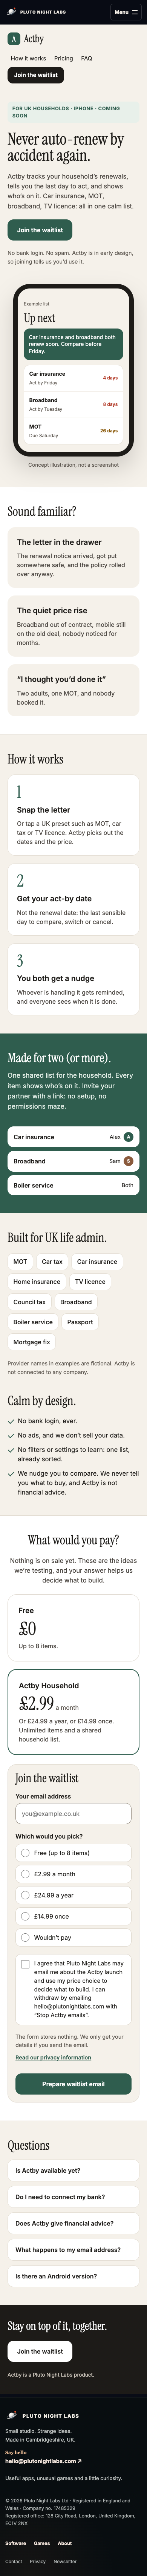 PLUTO NIGHT LABS
Menu
A Actby
How it works Pricing FAQ
Join the waitlist
FOR UK HOUSEHOLDS · IPHONE · COMING
SOON
Never auto-renew by
accident again.
Actby tracks your household’s renewals,
tells you the last day to act, and shows
who’s on it. Car insurance, MOT,
broadband, TV licence: all in one calm list.
Join the waitlist
No bank login. No spam. Actby is in early design,
so joining tells us you’d use it.
Example list
Up next
Car insurance and broadband both
renew soon. Compare before
Friday.
Car insurance
Act by Friday
4 days
Broadband
Act by Tuesday
8 days
MOT
Due Saturday
26 days
Concept illustration, not a screenshot
Sound familiar?
The letter in the drawer
The renewal notice arrived, got put
somewhere safe, and the policy rolled
over anyway.
The quiet price rise
Broadband out of contract, mobile still
on the old deal, nobody noticed for
months.
“I thought you’d done it”
Two adults, one MOT, and nobody
booked it.
How it works
1
Snap the letter
Or tap a UK preset such as MOT, car
tax or TV licence. Actby picks out the
dates and the price.
2
Get your act-by date
Not the renewal date: the last sensible
day to compare, switch or cancel.
3
You both get a nudge
Whoever is handling it gets reminded,
and everyone sees when it is done.
Made for two (or more).
One shared list for the household. Every
item shows who’s on it. Invite your
partner with a link: no setup, no
permissions maze.
Car insurance Alex A
Broadband Sam S
Boiler service Both
Built for UK life admin.
MOT Car tax Car insurance
Home insurance TV licence
Council tax Broadband
Boiler service Passport
Mortgage fix
Provider names in examples are fictional. Actby is
not connected to any company.
Calm by design.
No bank login, ever.
No ads, and we don’t sell your data.
No filters or settings to learn: one list,
already sorted.
We nudge you to compare. We never tell
you what to buy, and Actby is not
financial advice.
What would you pay?
Nothing is on sale yet. These are the ideas
we’re testing, and your answer helps us
decide what to build.
Free
£0
Up to 8 items.
Actby Household
£2.99 a month
Or £24.99 a year, or £14.99 once.
Unlimited items and a shared
household list.
Join the waitlist
Your email address
you@example.co.uk
Which would you pick?
Free (up to 8 items)
£2.99 a month
£24.99 a year
£14.99 once
Wouldn’t pay
I agree that Pluto Night Labs may
email me about the Actby launch
and use my price choice to
decide what to build. I can
withdraw by emailing
hello@plutonightlabs.com with
“Stop Actby emails”.
The form stores nothing. We only get your
details if you send the email.
Read our privacy information
Prepare waitlist email
Questions
Is Actby available yet?
Do I need to connect my bank?
Does Actby give financial advice?
What happens to my email address?
Is there an Android version?
Stay on top of it, together.
Join the waitlist
Actby is a Pluto Night Labs product.
PLUTO NIGHT LABS
Small studio. Strange ideas.
Made in Cambridgeshire, UK.
Say hello
hello@plutonightlabs.com ↗
Useful apps, unusual games and a little curiosity.
© 2026 Pluto Night Labs Ltd · Registered in England and
Wales · Company no. 17485329
Registered office: 128 City Road, London, United Kingdom,
EC1V 2NX
Software Games About
Contact Privacy Newsletter